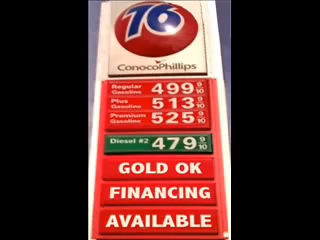 76
ConocoPhillips
Regular Gasoline 499 9/10
Plus Gasoline 513 9/10
Premium Gasoline 525 9/10
Diesel #2 479 9/10
GOLD OK
FINANCING
AVAILABLE